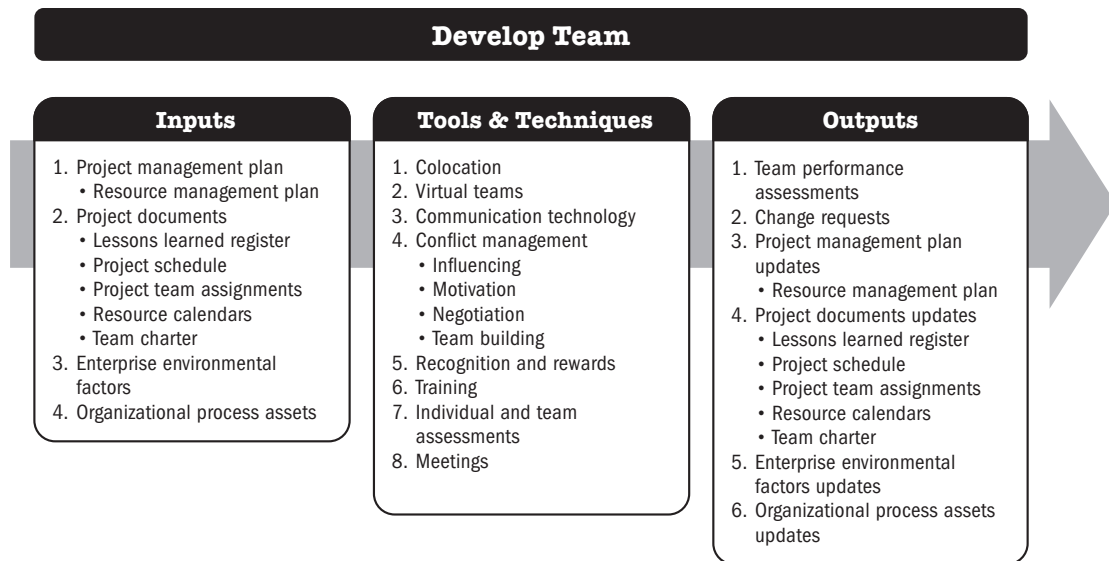 Develop Team
Inputs
1. Project management plan
• Resource management plan
2. Project documents
• Lessons learned register
• Project schedule
• Project team assignments
• Resource calendars
• Team charter
3. Enterprise environmental
factors
4. Organizational process assets
Tools & Techniques
1. Colocation
2. Virtual teams
3. Communication technology
4. Conflict management
• Influencing
• Motivation
• Negotiation
• Team building
5. Recognition and rewards
6. Training
7. Individual and team
assessments
8. Meetings
Outputs
1. Team performance
assessments
2. Change requests
3. Project management plan
updates
• Resource management plan
4. Project documents updates
• Lessons learned register
• Project schedule
• Project team assignments
• Resource calendars
• Team charter
5. Enterprise environmental
factors updates
6. Organizational process assets
updates